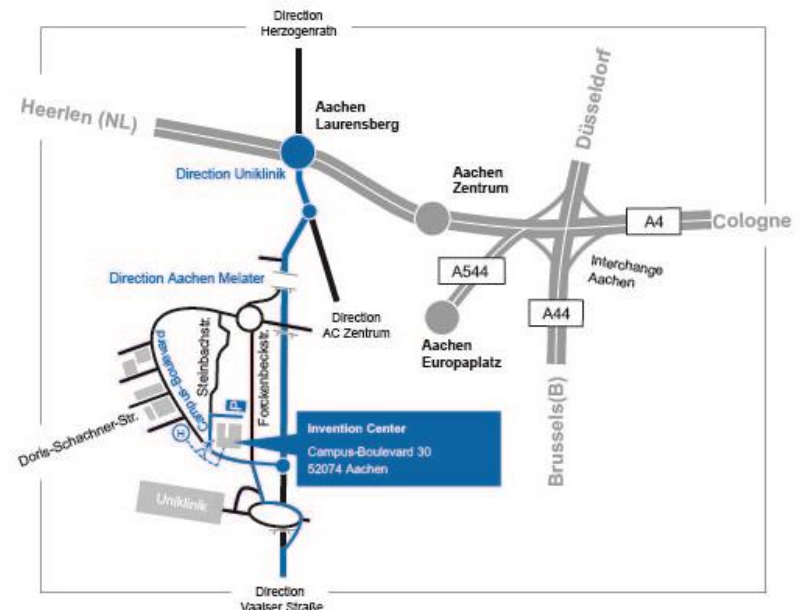 Direction
Herzogenrath
Heerlen (NL)
Aachen
Laurensberg
Düsseldorf
Direction Uniklinik
Aachen
Zentrum
A4
Cologne
A544
Interchange
Aachen
Direction Aachen Melater
A44
Direction
AC Zentrum
Aachen
Europaplatz
Campus-Boulevard
Steinbachstr.
Forckenbeckstr.
P
Brussels(B)
Doris-Schachner-Str.
H
Invention Center
Campus-Boulevard 30
52074 Aachen
Uniklinik
Direction
Vaalser Straße